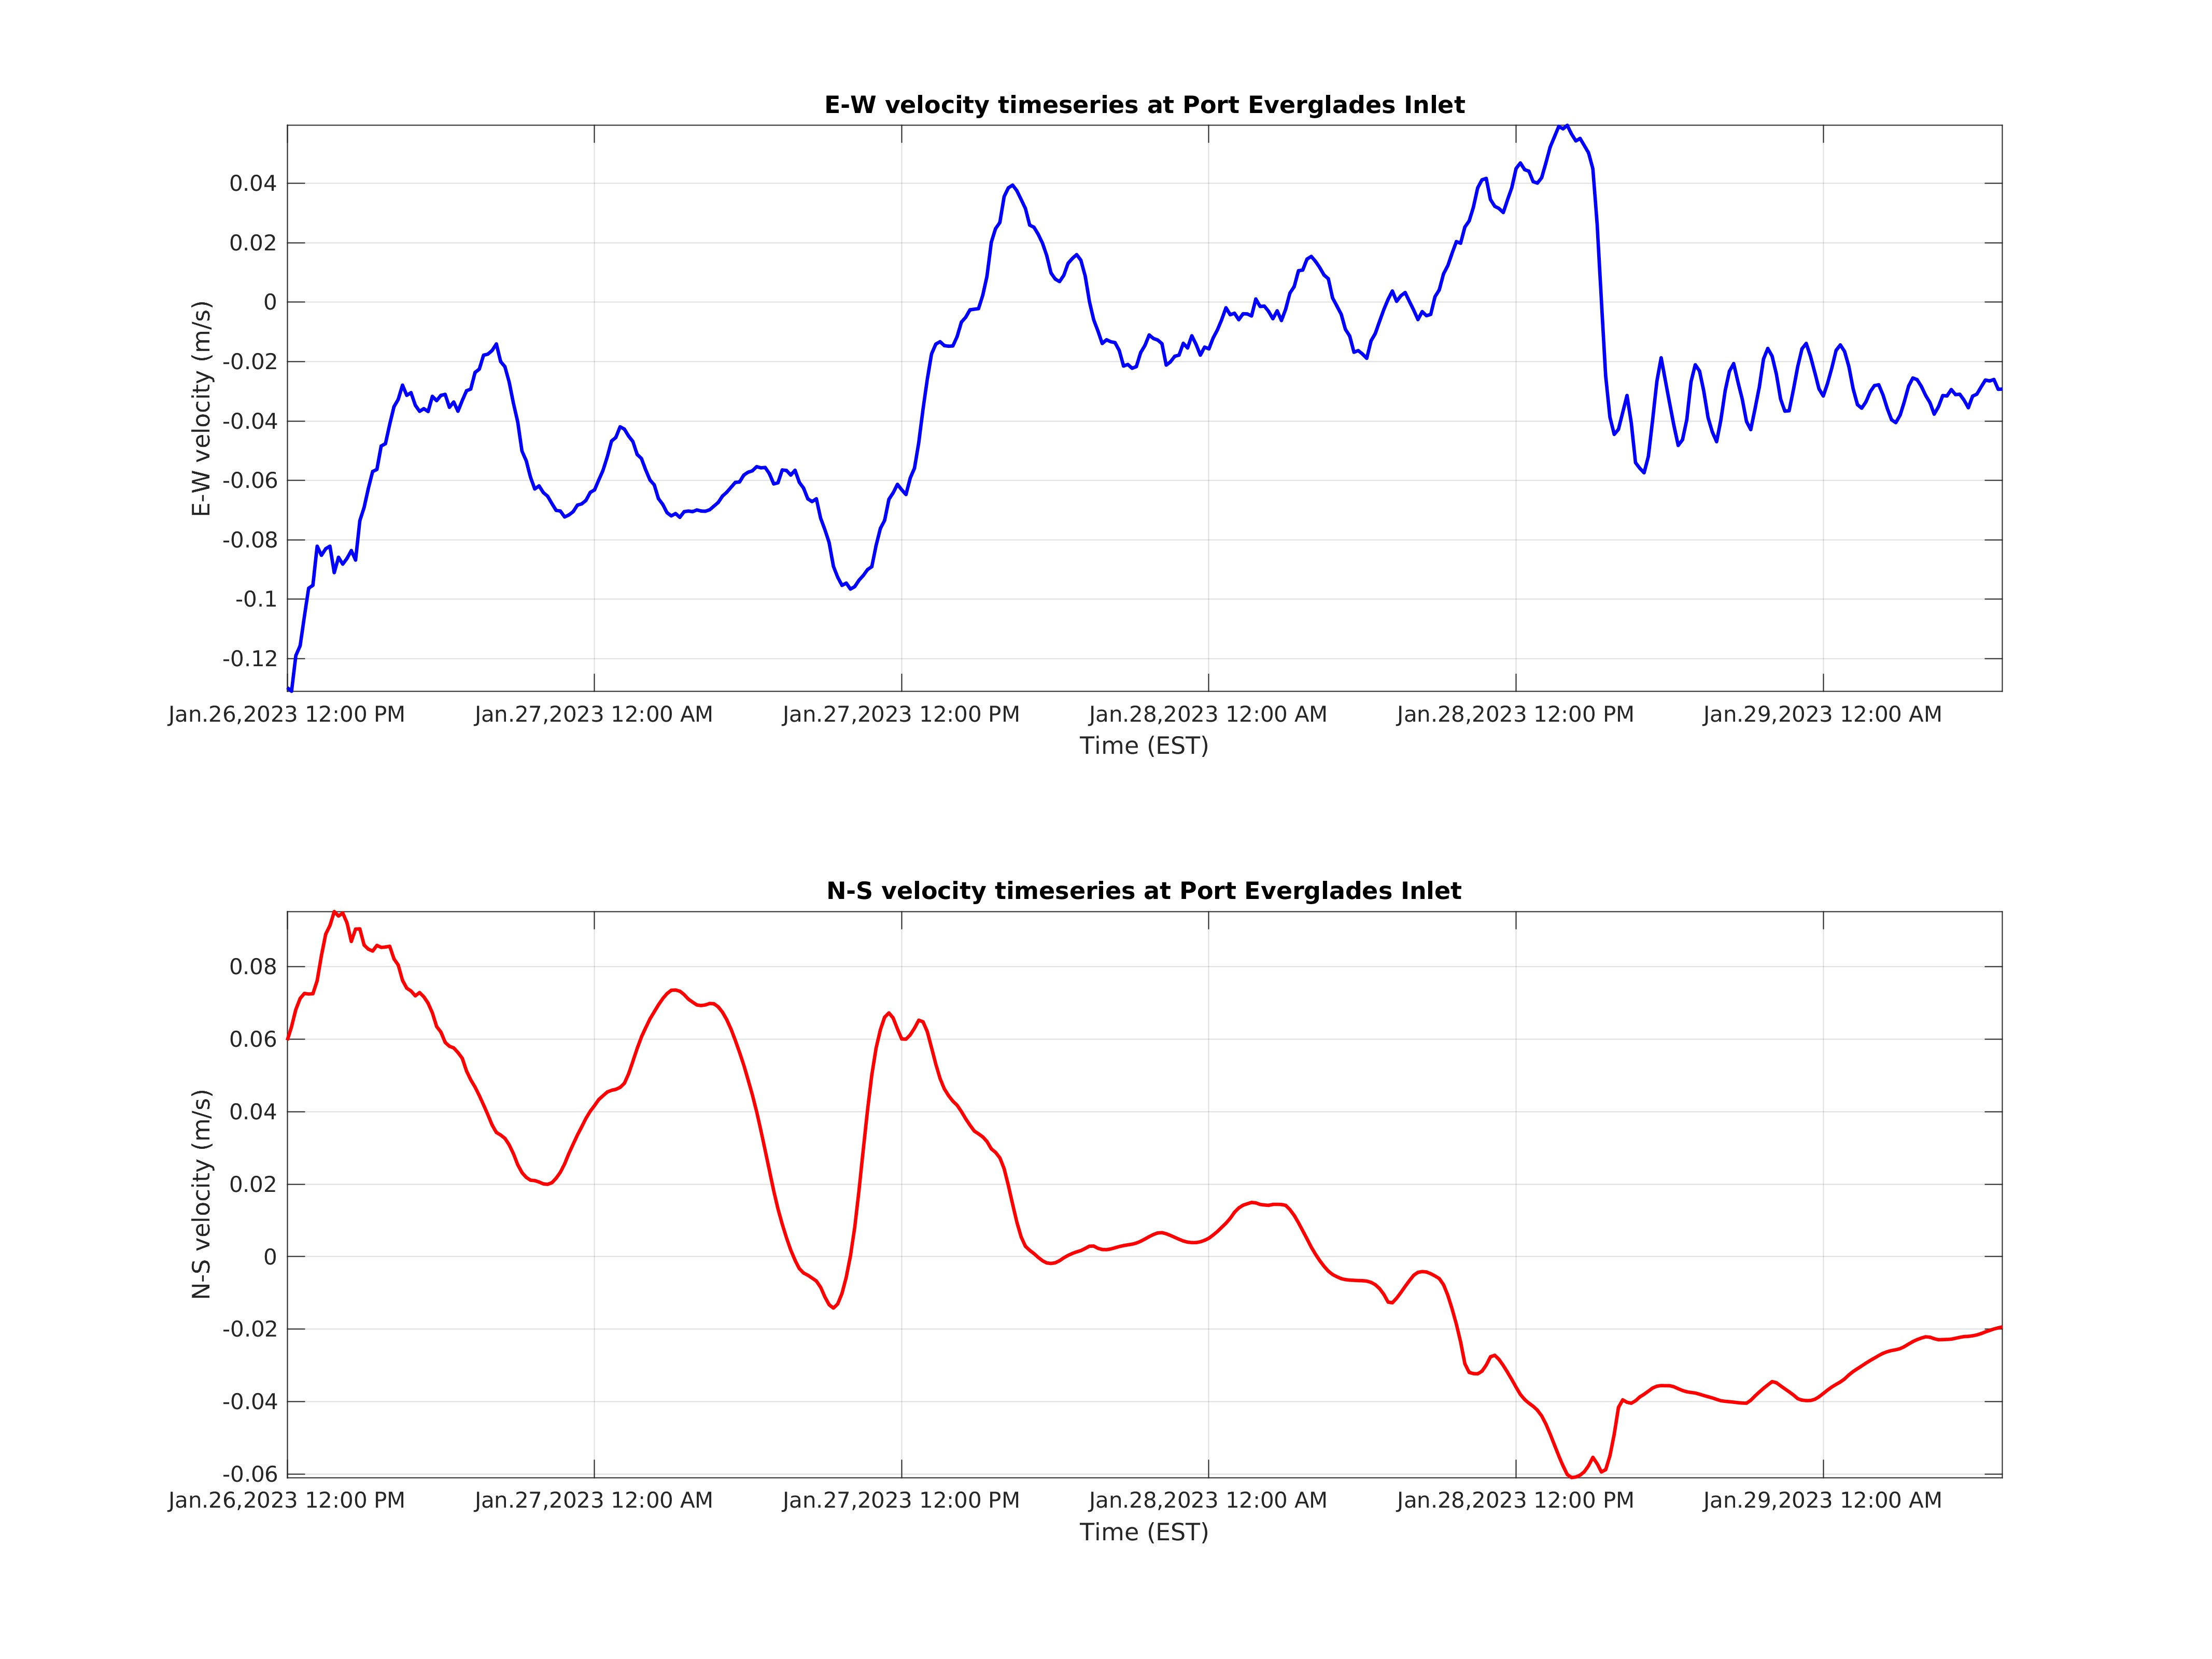 E-W velocity timeseries at Port Everglades Inlet
E-W velocity (m/s)
0.04
0.02
0
-0.02
-0.04
-0.06
-0.08
-0.1
-0.12
Jan.26,2023 12:00 PM Jan.27,2023 12:00 AM Jan.27,2023 12:00 PM Jan.28,2023 12:00 AM Jan.28,2023 12:00 PM Jan.29,2023 12:00 AM
Time (EST)
N-S velocity timeseries at Port Everglades Inlet
N-S velocity (m/s)
0.08
0.06
0.04
0.02
0
-0.02
-0.04
-0.06
Jan.26,2023 12:00 PM Jan.27,2023 12:00 AM Jan.27,2023 12:00 PM Jan.28,2023 12:00 AM Jan.28,2023 12:00 PM Jan.29,2023 12:00 AM
Time (EST)